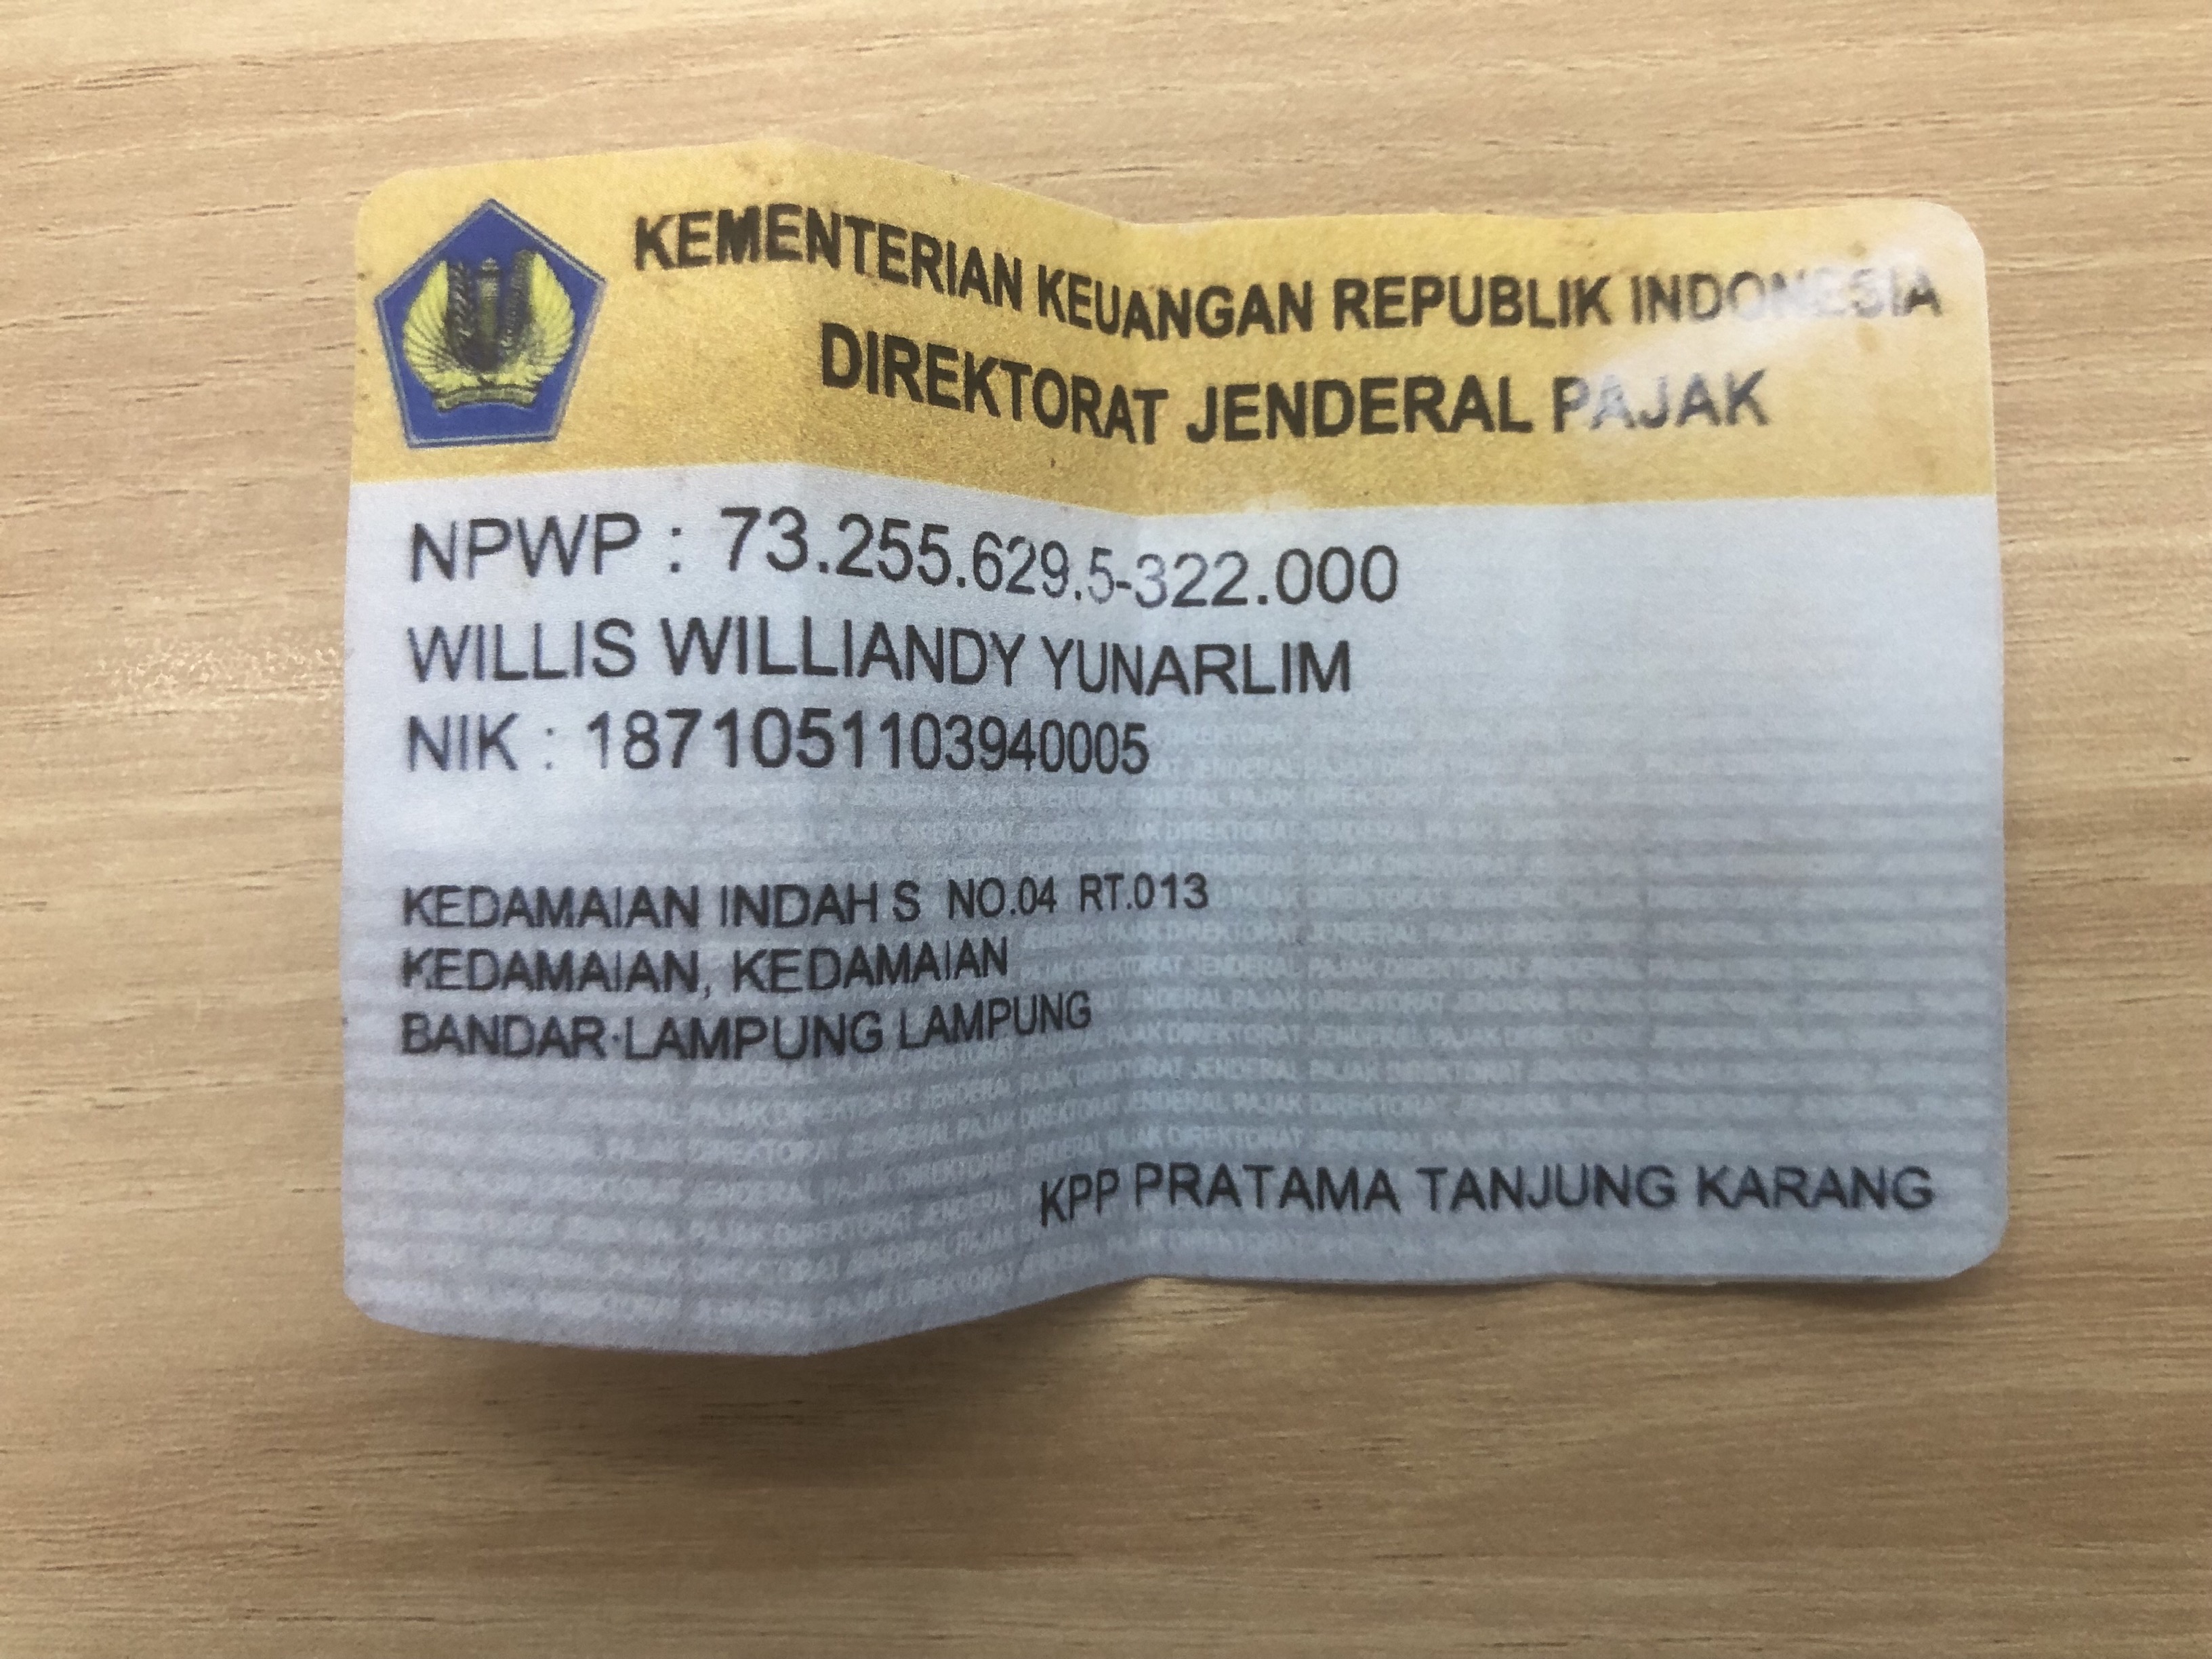 KEMENTERIAN KEUANGAN REPUBLIK INDONESIA
DIREKTORAT JENDERAL PAJAK
NPWP : 73.255.629.5-322.000
WILLIS WILLIANDY YUNARLIM
NIK : 1871051103940005
KEDAMAIAN INDAH S NO.04 RT.013
KEDAMAIAN, KEDAMAIAN
BANDAR LAMPUNG LAMPUNG
KPP PRATAMA TANJUNG KARANG